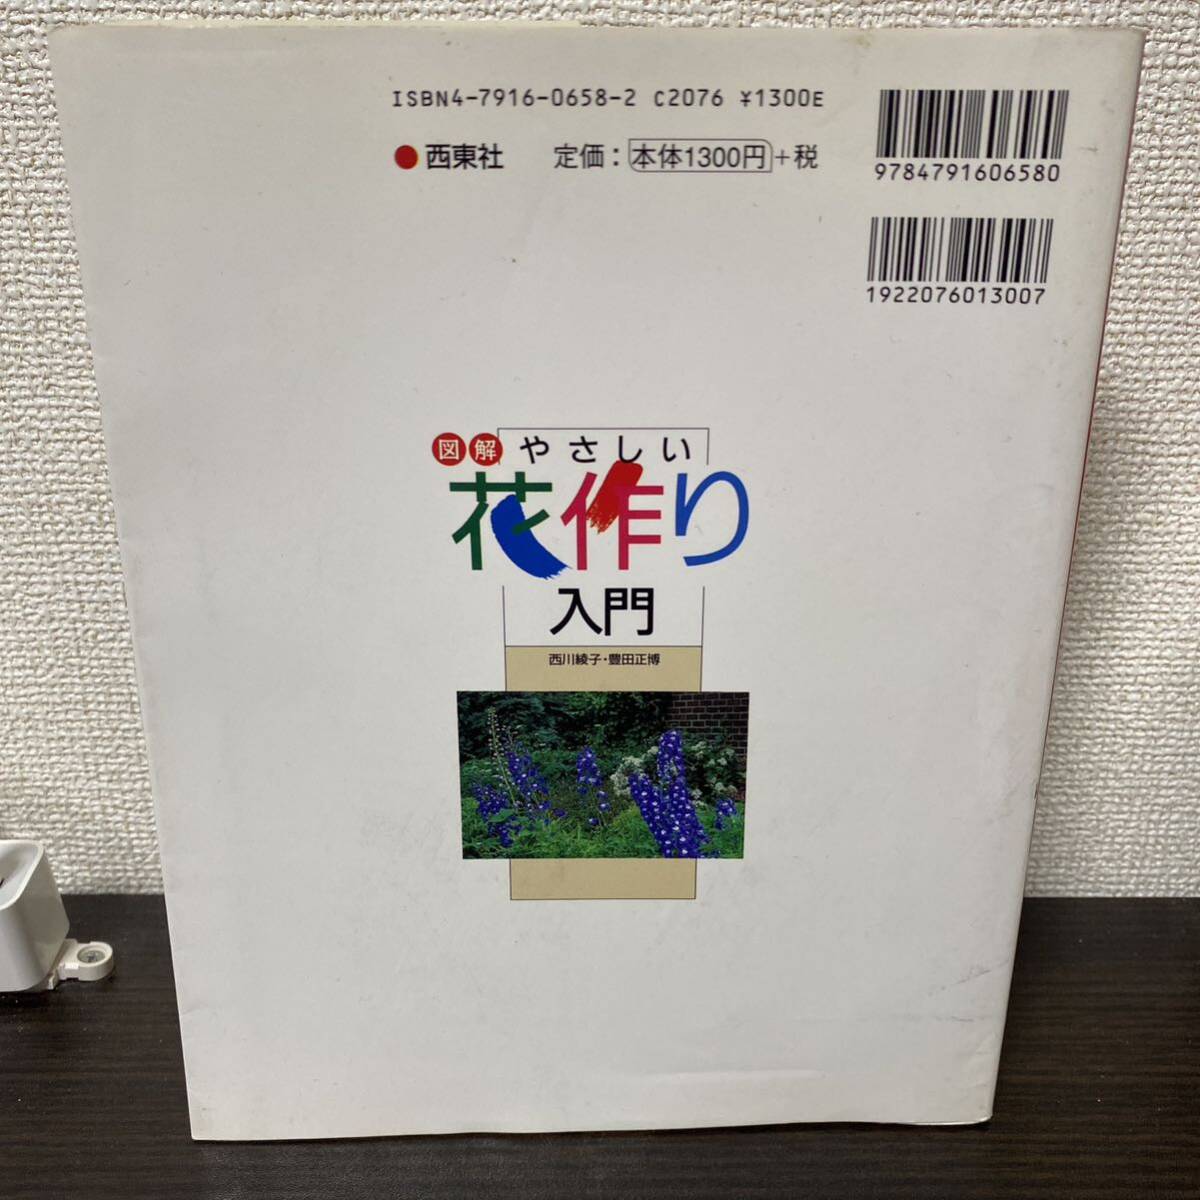 ISBN4-7916-0658-2 C2076 ¥1300E
西東社 定価：本体1300円+税
9784791606580
1922076013007
図解 やさしい
花作り
入門
西川綾子・豊田正博